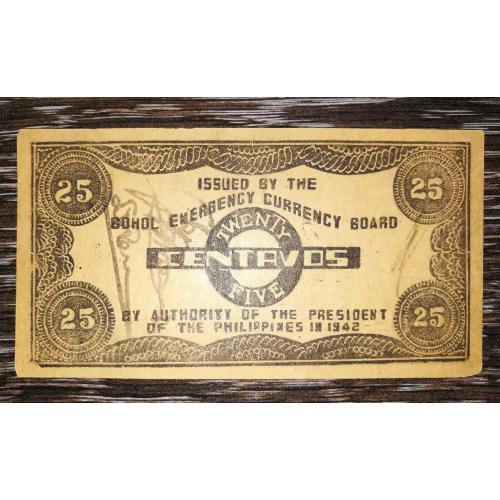 25 25
ISSUED BY THE
BOHOL EMERGENCY CURRENCY BOARD
TWENTY
CENTAVOS
FIVE
25 25
BY AUTHORITY OF THE PRESIDENT
OF THE PHILIPPINES IN 1942